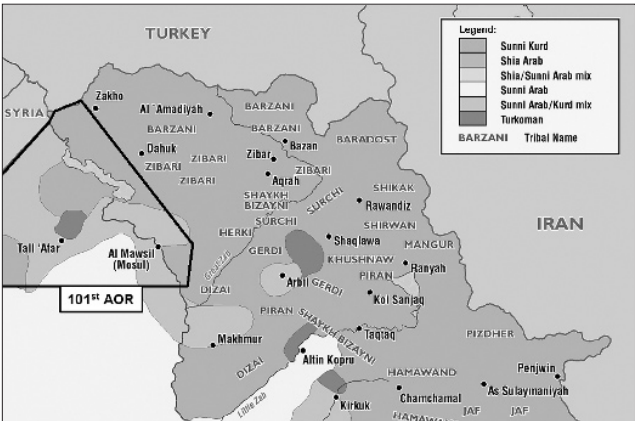 TURKEY
Legend:
Sunni Kurd
Shia Arab
Shia/Sunni Arab mix
Sunni Arab
Sunni Arab/Kurd mix
Turkoman
BARZANI Tribal Name
SYRIA
Zakho
Al ´Amadiyah
BARZANI
BARZANI
BARZANI
BARADOST
Dahuk
Bazan
Zibar
ZIBARI
ZIBARI
ZIBARI
ZIBARI
Aqrah
SHIKAK
SHAYKH
BIZAYNI
SURCHI
Rawandiz
IRAN
SURCHI
HERKI
SHIRWAN
Shaqlawa
MANGUR
Tall ´Afar
Al Mawsil
(Mosul)
GERDI
KHUSHNAW
Ranyah
Great Zab
PIRAN
Arbil
GERDI
DIZAI
Koi Sanjaq
101st AOR
PIRAN
SHAYKH BIZAYNI
Taqtaq
PIZDHER
Makhmur
Altin Kopru
DIZAI
HAMAWAND
Penjwin
Little Zab
Chamchamal
As Sulaymaniyah
Kirkuk
JAF
JAF
HAMAWAND